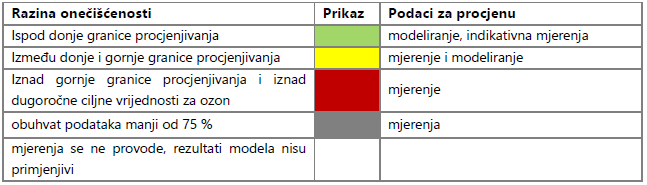 Razina onečišćenosti Prikaz Podaci za procjenu
Ispod donje granice procjenjivanja modeliranje, indikativna mjerenja
Između donje i gornje granice procjenjivanja mjerenje i modeliranje
Iznad gornje granice procjenjivanja i iznad
dugoročne ciljne vrijednosti za ozon mjerenje
obuhvat podataka manji od 75 % mjerenja
mjerenja se ne provode, rezultati modela nisu
primjenjivi